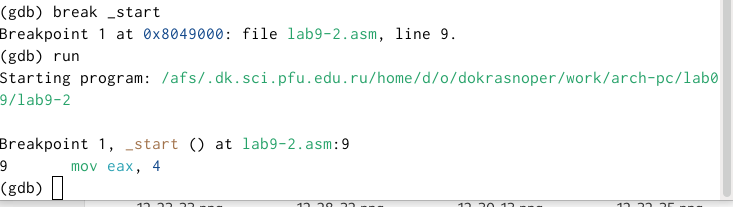 (gdb) break _start
Breakpoint 1 at 0x8049000: file lab9-2.asm, line 9.
(gdb) run
Starting program: /afs/.dk.sci.pfu.edu.ru/home/d/o/dokrasnoper/work/arch-pc/lab0
9/lab9-2
Breakpoint 1, _start () at lab9-2.asm:9
9       mov eax, 4
(gdb)